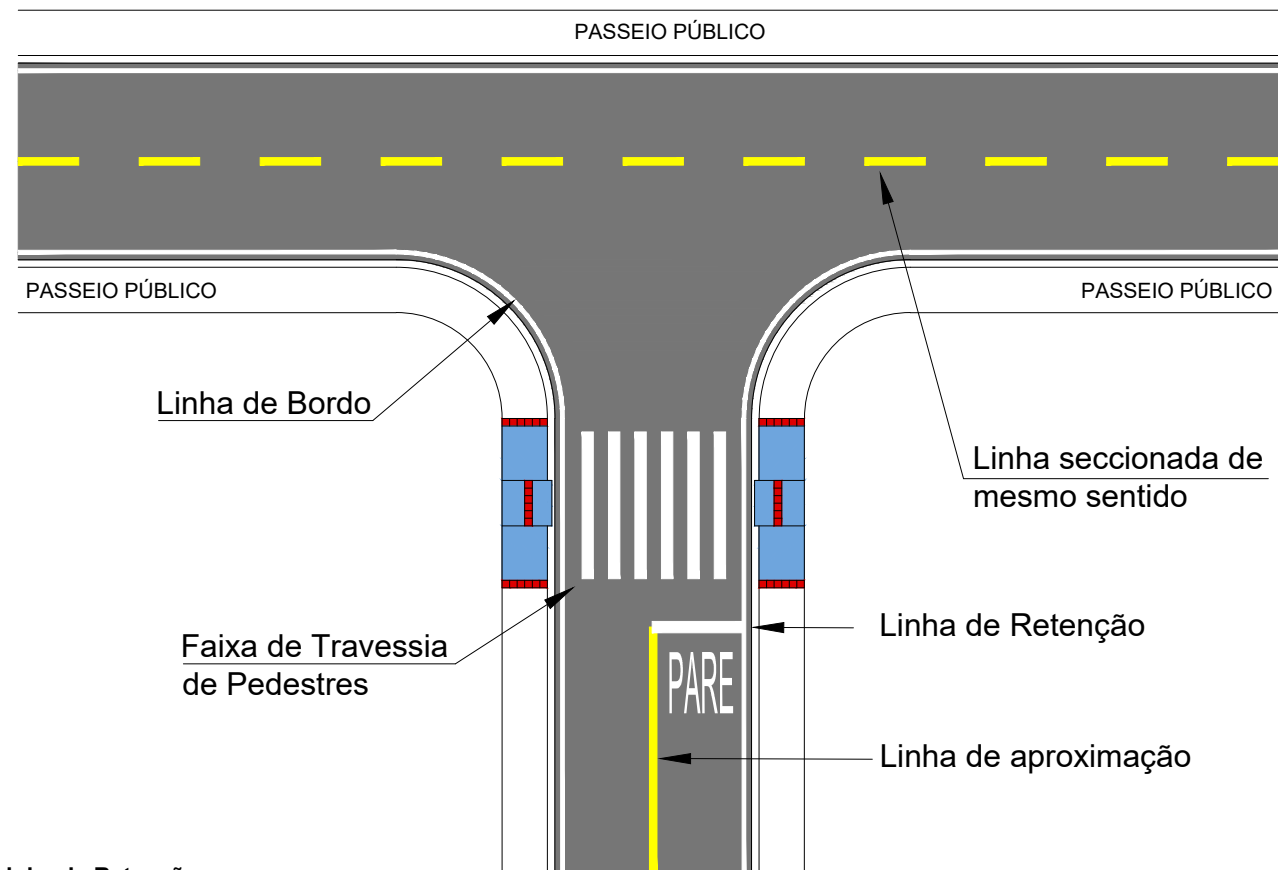 PASSEIO PÚBLICO
PASSEIO PÚBLICO
PASSEIO PÚBLICO
Linha de Bordo
Linha seccionada de
mesmo sentido
Faixa de Travessia
de Pedestres
Linha de Retenção
PARE
Linha de aproximação